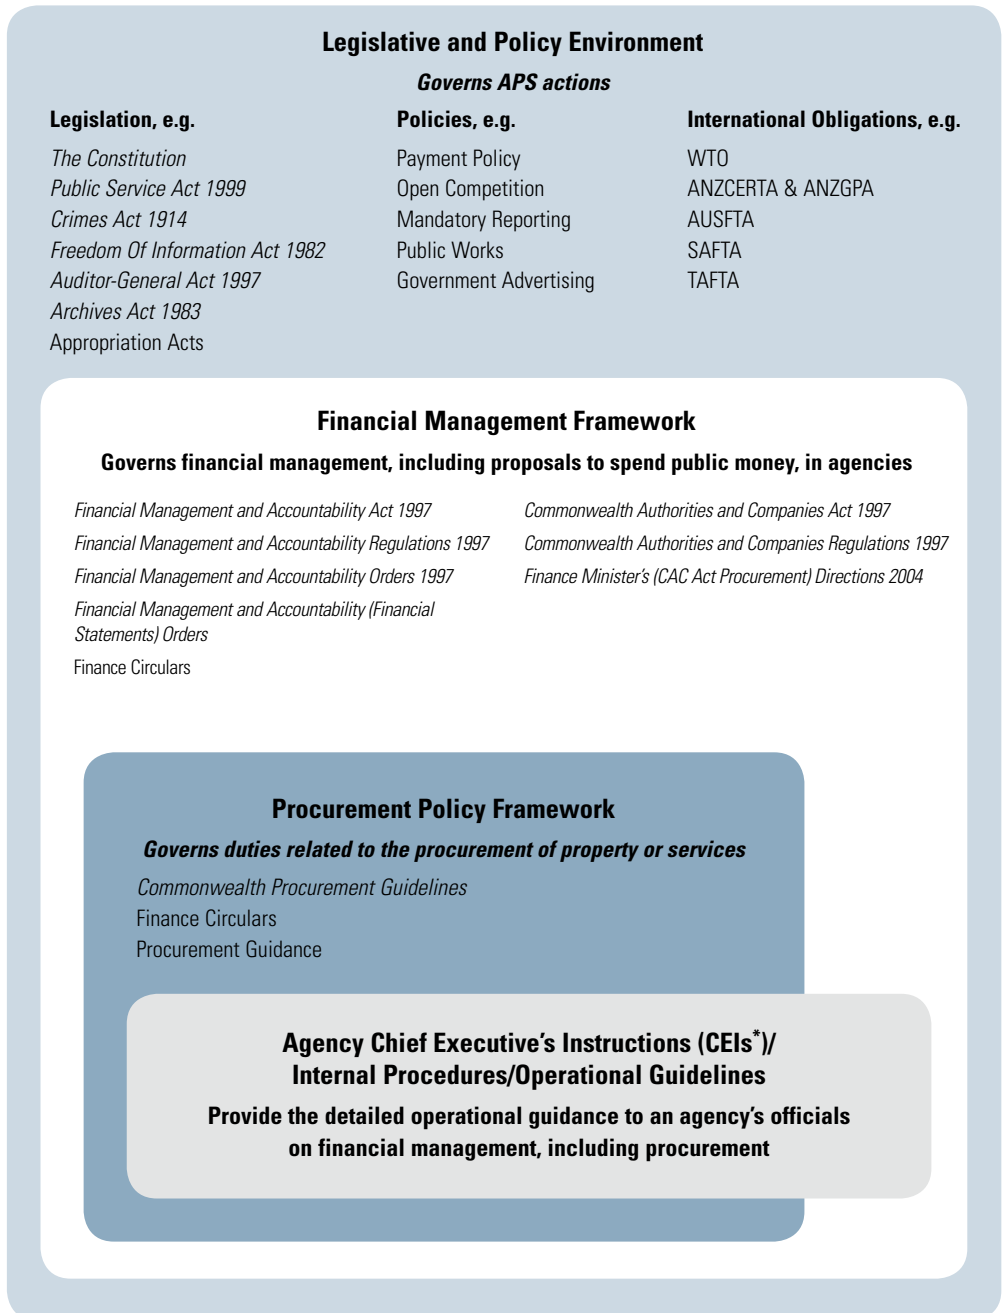 Legislative and Policy Environment
Governs APS actions
Legislation, e.g.
The Constitution
Public Service Act 1999
Crimes Act 1914
Freedom Of Information Act 1982
Auditor-General Act 1997
Archives Act 1983
Appropriation Acts
Policies, e.g.
Payment Policy
Open Competition
Mandatory Reporting
Public Works
Government Advertising
International Obligations, e.g.
WTO
ANZCERTA & ANZGPA
AUSFTA
SAFTA
TAFTA
Financial Management Framework
Governs financial management, including proposals to spend public money, in agencies
Financial Management and Accountability Act 1997
Financial Management and Accountability Regulations 1997
Financial Management and Accountability Orders 1997
Financial Management and Accountability (Financial
Statements) Orders
Finance Circulars
Commonwealth Authorities and Companies Act 1997
Commonwealth Authorities and Companies Regulations 1997
Finance Minister's (CAC Act Procurement) Directions 2004
Procurement Policy Framework
Governs duties related to the procurement of property or services
Commonwealth Procurement Guidelines
Finance Circulars
Procurement Guidance
Agency Chief Executive's Instructions (CEIs*)/
Internal Procedures/Operational Guidelines
Provide the detailed operational guidance to an agency's officials
on financial management, including procurement